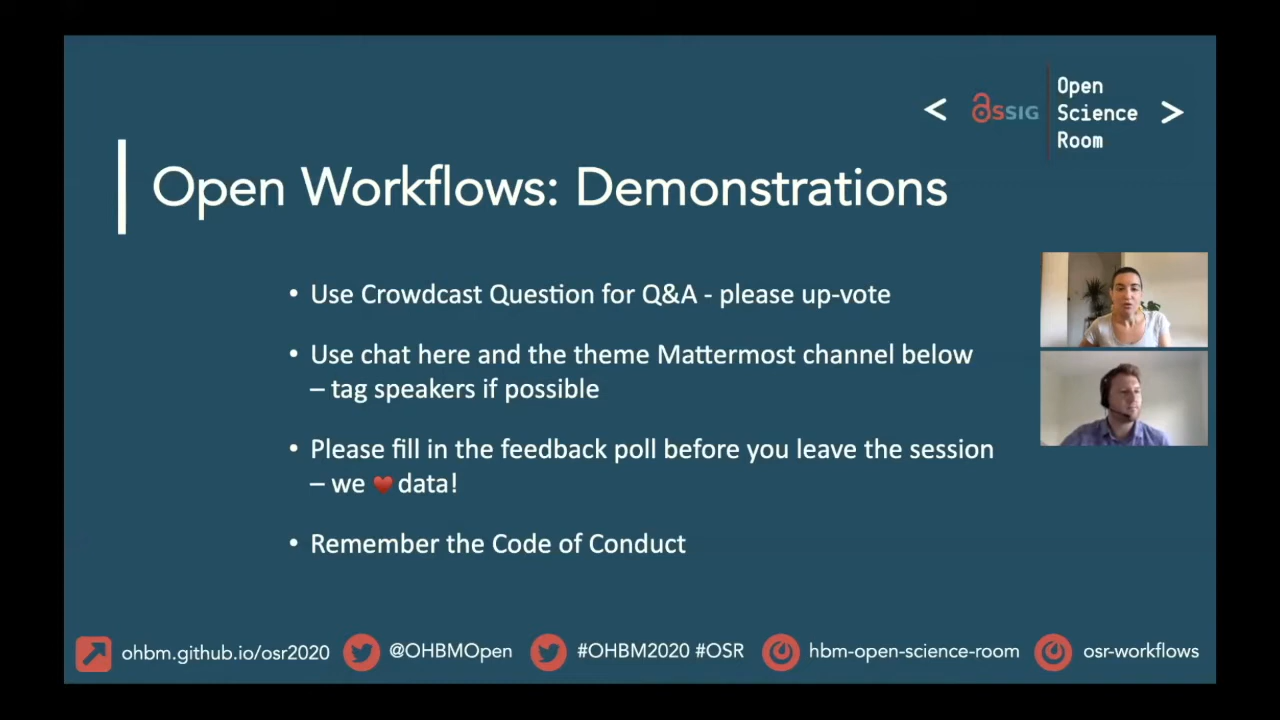 OSSIG
Open
Science
Room
Open Workflows: Demonstrations
• Use Crowdcast Question for Q&A - please up-vote
• Use chat here and the theme Mattermost channel below
– tag speakers if possible
• Please fill in the feedback poll before you leave the session
– we ♥ data!
• Remember the Code of Conduct
ohbm.github.io/osr2020 @OHBMOpen #OHBM2020 #OSR hbm-open-science-room osr-workflows